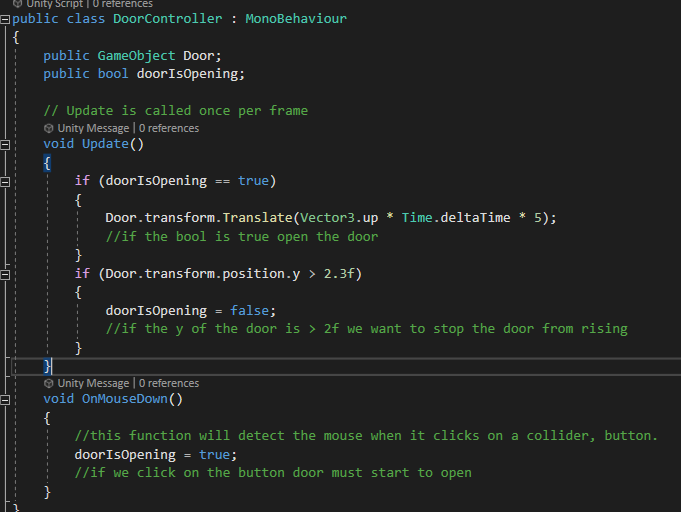 Unity Script | 0 references
public class DoorController : MonoBehaviour
{
public GameObject Door;
public bool doorIsOpening;
// Update is called once per frame
Unity Message | 0 references
void Update()
{
if (doorIsOpening == true)
{
Door.transform.Translate(Vector3.up * Time.deltaTime * 5);
//if the bool is true open the door
}
if (Door.transform.position.y > 2.3f)
{
doorIsOpening = false;
//if the y of the door is > 2f we want to stop the door from rising
}
}
Unity Message | 0 references
void OnMouseDown()
{
//this function will detect the mouse when it clicks on a collider, button.
doorIsOpening = true;
//if we click on the button door must start to open
}
}